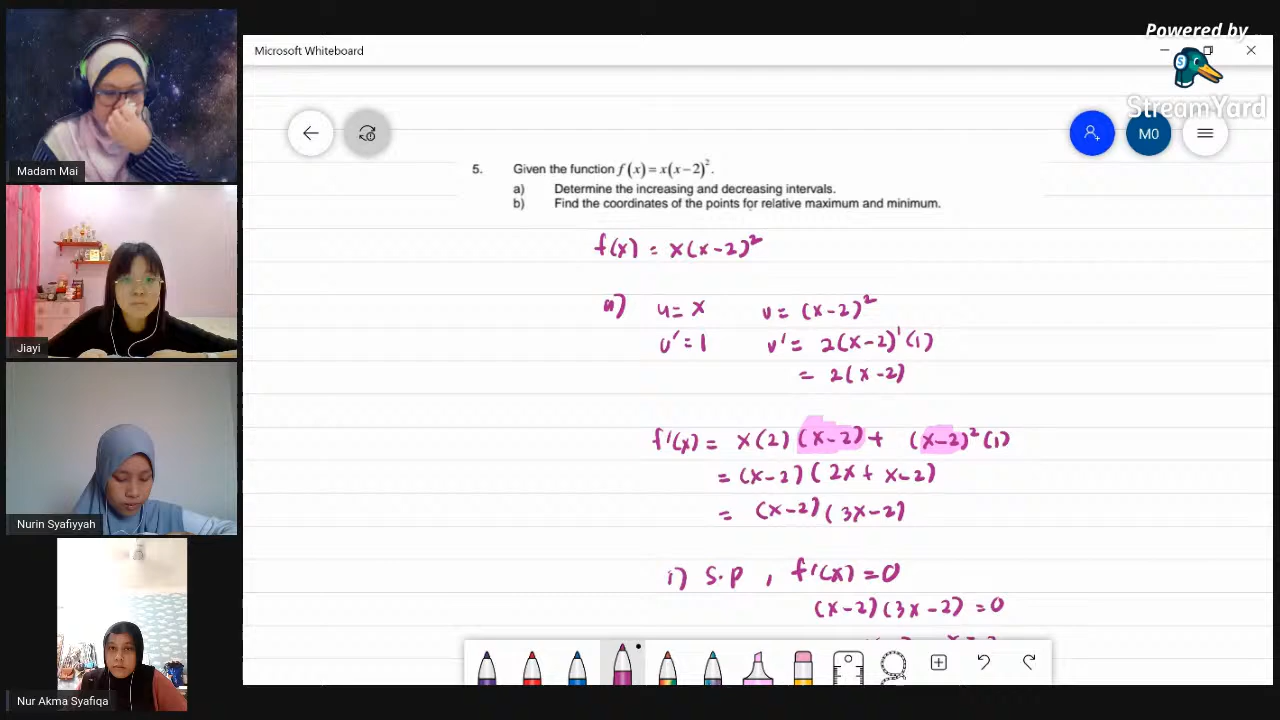 Powered by
StreamYard
Microsoft Whiteboard
M0
Madam Mai
Jiayi
Nurin Syafiyyah
Nur Akma Syafiqa
5. Given the function f(x) = x(x−2)².
a) Determine the increasing and decreasing intervals.
b) Find the coordinates of the points for relative maximum and minimum.
f(x) = x(x−2)²
a) u = x v = (x−2)²
u' = 1 v' = 2(x−2)¹(1)
= 2(x−2)
f'(x) = x(2)(x−2) + (x−2)²(1)
= (x−2)(2x + x−2)
= (x−2)(3x−2)
i) S.P , f'(x) = 0
(x−2)(3x−2) = 0